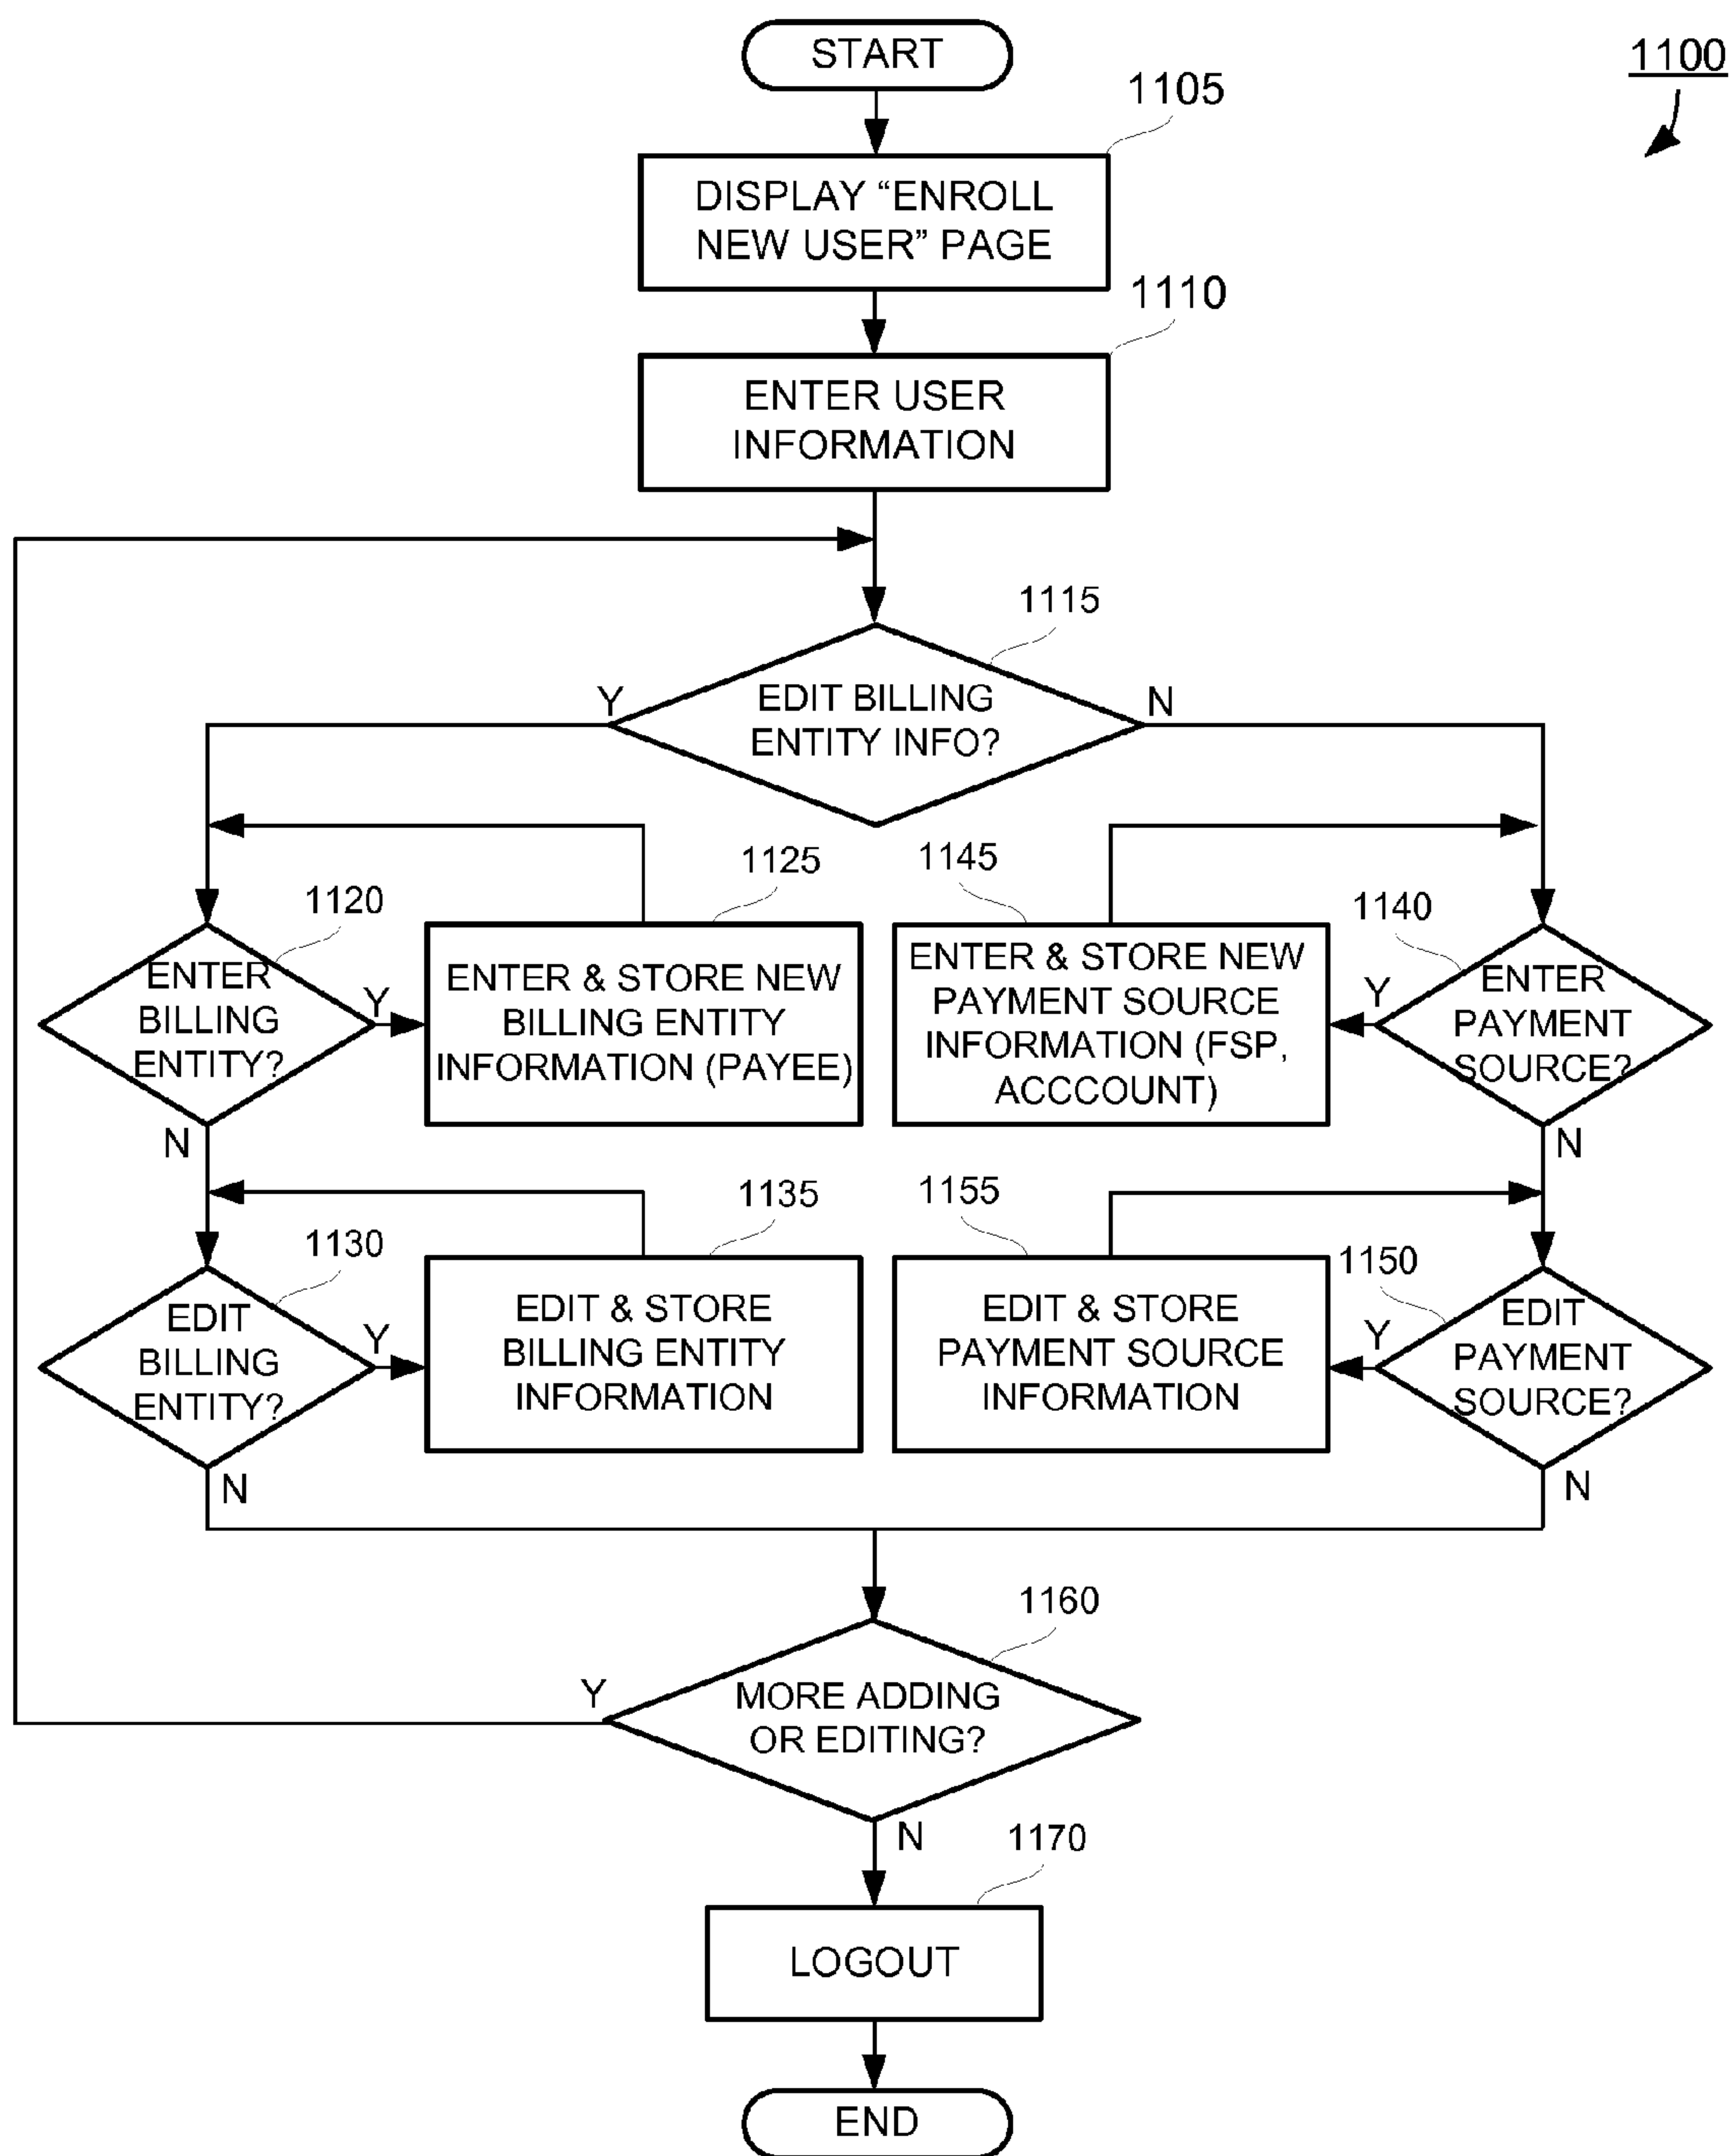 START
1100
1105
DISPLAY “ENROLL
NEW USER” PAGE
1110
ENTER USER
INFORMATION
1115
EDIT BILLING
ENTITY INFO?
Y
N
1120
ENTER
BILLING
ENTITY?
Y
N
1125
ENTER & STORE NEW
BILLING ENTITY
INFORMATION (PAYEE)
1145
ENTER & STORE NEW
PAYMENT SOURCE
INFORMATION (FSP,
ACCCOUNT)
1140
ENTER
PAYMENT
SOURCE?
Y
N
1130
EDIT
BILLING
ENTITY?
Y
N
1135
EDIT & STORE
BILLING ENTITY
INFORMATION
1155
EDIT & STORE
PAYMENT SOURCE
INFORMATION
1150
EDIT
PAYMENT
SOURCE?
Y
N
1160
MORE ADDING
OR EDITING?
Y
N
1170
LOGOUT
END